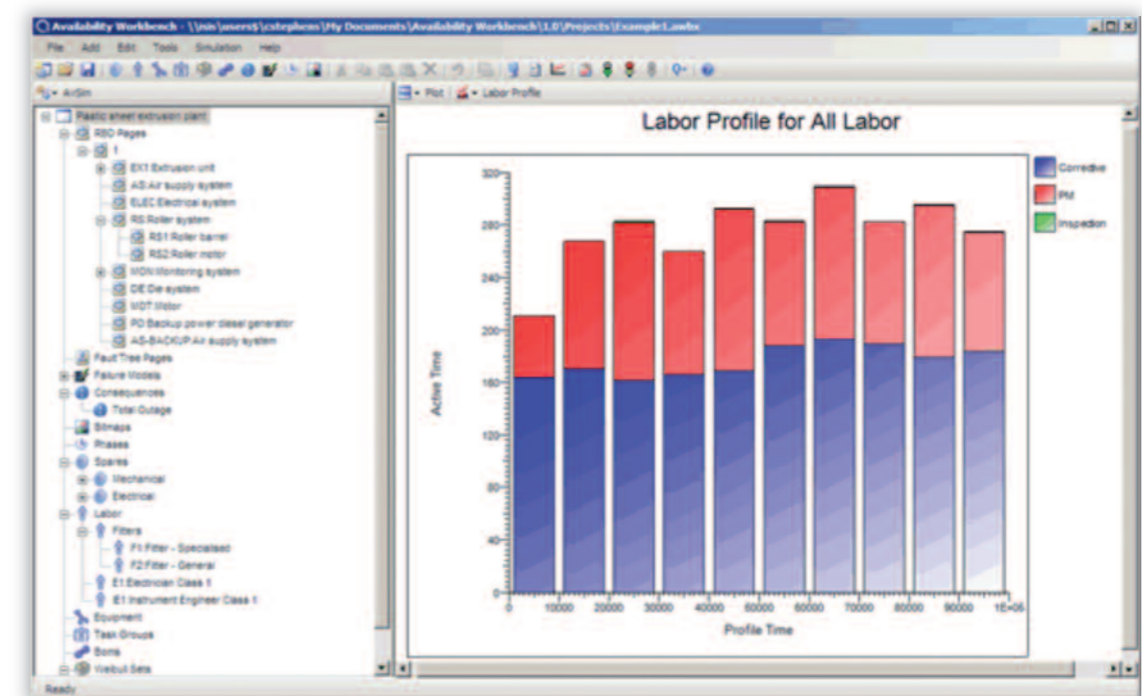 Availability Workbench - \\isis\users$\cstephens\My Documents\Availability Workbench\1.0\Projects\Example1.awbx
File Add Edit Tools Simulation Help
AvSim
Plot Labor Profile
Plastic sheet extrusion plant
RBD Pages
1
EX1:Extrusion unit
AS:Air supply system
ELEC:Electrical system
RS:Roller system
RS1:Roller barrel
RS2:Roller motor
MON:Monitoring system
DIE:Die system
MOT:Motor
PO:Backup power diesel generator
AS-BACKUP:Air supply system
Fault Tree Pages
Failure Models
Consequences
Total Outage
Bitmaps
Phases
Spares
Mechanical
Electrical
Labor
Fitters
F1:Fitter - Specialised
F2:Fitter - General
E1:Electrician Class 1
E1:Instrument Engineer Class 1
Equipment
Task Groups
Boms
Weibull Sets
Ready
Labor Profile for All Labor
Corrective
PM
Inspection
Active Time
320
280
240
200
160
120
80
40
0
0 10000 20000 30000 40000 50000 60000 70000 80000 90000 1E+05
Profile Time